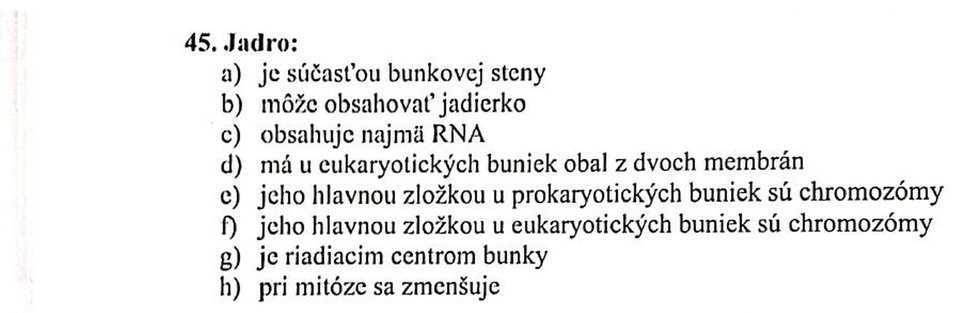 45. Jadro:
a) je súčasťou bunkovej steny
b) môže obsahovať jadierko
c) obsahuje najmä RNA
d) má u eukaryotických buniek obal z dvoch membrán
e) jeho hlavnou zložkou u prokaryotických buniek sú chromozómy
f) jeho hlavnou zložkou u eukaryotických buniek sú chromozómy
g) je riadiacim centrom bunky
h) pri mitóze sa zmenšuje